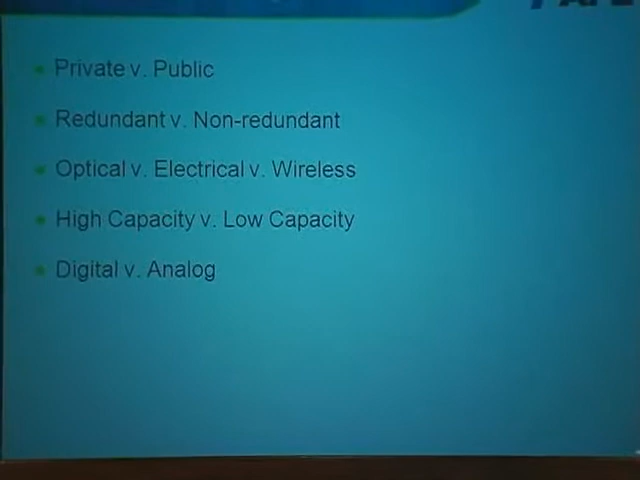 Private v. Public
Redundant v. Non-redundant
Optical v. Electrical v. Wireless
High Capacity v. Low Capacity
Digital v. Analog